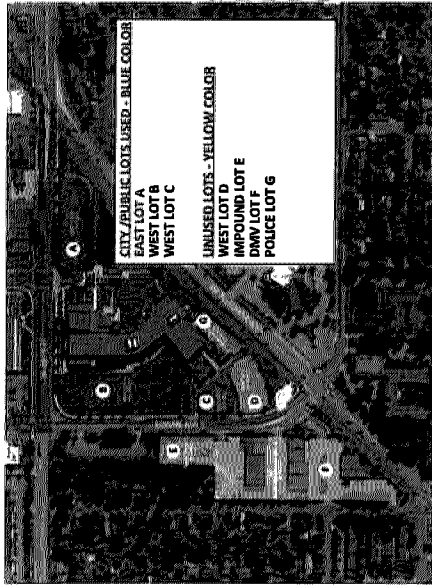 CITY /PUBLIC LOTS USED - BLUE COLOR
EAST LOT A
WEST LOT B
WEST LOT C
UNUSED LOTS - YELLOW COLOR
WEST LOT D
IMPOUND LOT E
DMV LOT F
POLICE LOT G
A
B
C
G
D
E
F